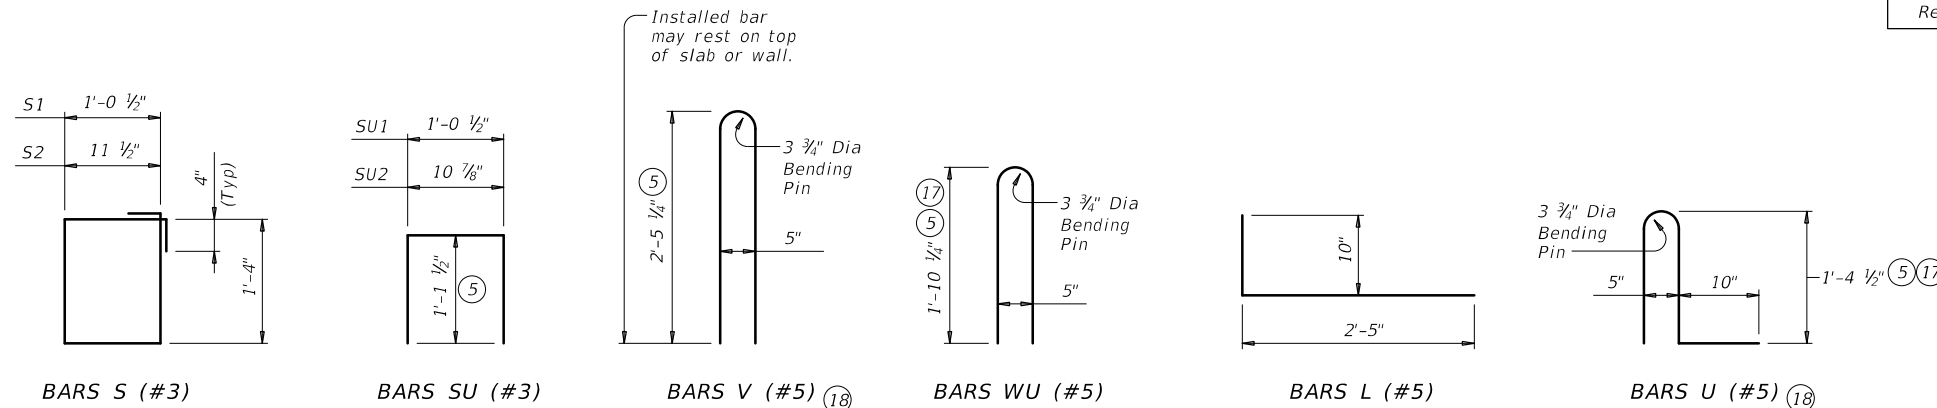 Installed bar
may rest on top
of slab or wall.
Re
S1
1'-0 ½"
S2
11 ½"
4"
(Typ)
1'-4"
BARS S (#3)
SU1
1'-0 ½"
SU2
10 ⅞"
1'-1 ½" 5
BARS SU (#3)
2'-5 ¼" 5
3 ¾" Dia
Bending
Pin
5"
BARS V (#5) 18
1'-10 ¼" 5 17
3 ¾" Dia
Bending
Pin
5"
BARS WU (#5)
10"
2'-5"
BARS L (#5)
3 ¾" Dia
Bending
Pin
5"
10"
1'-4 ½" 5 17
BARS U (#5) 18